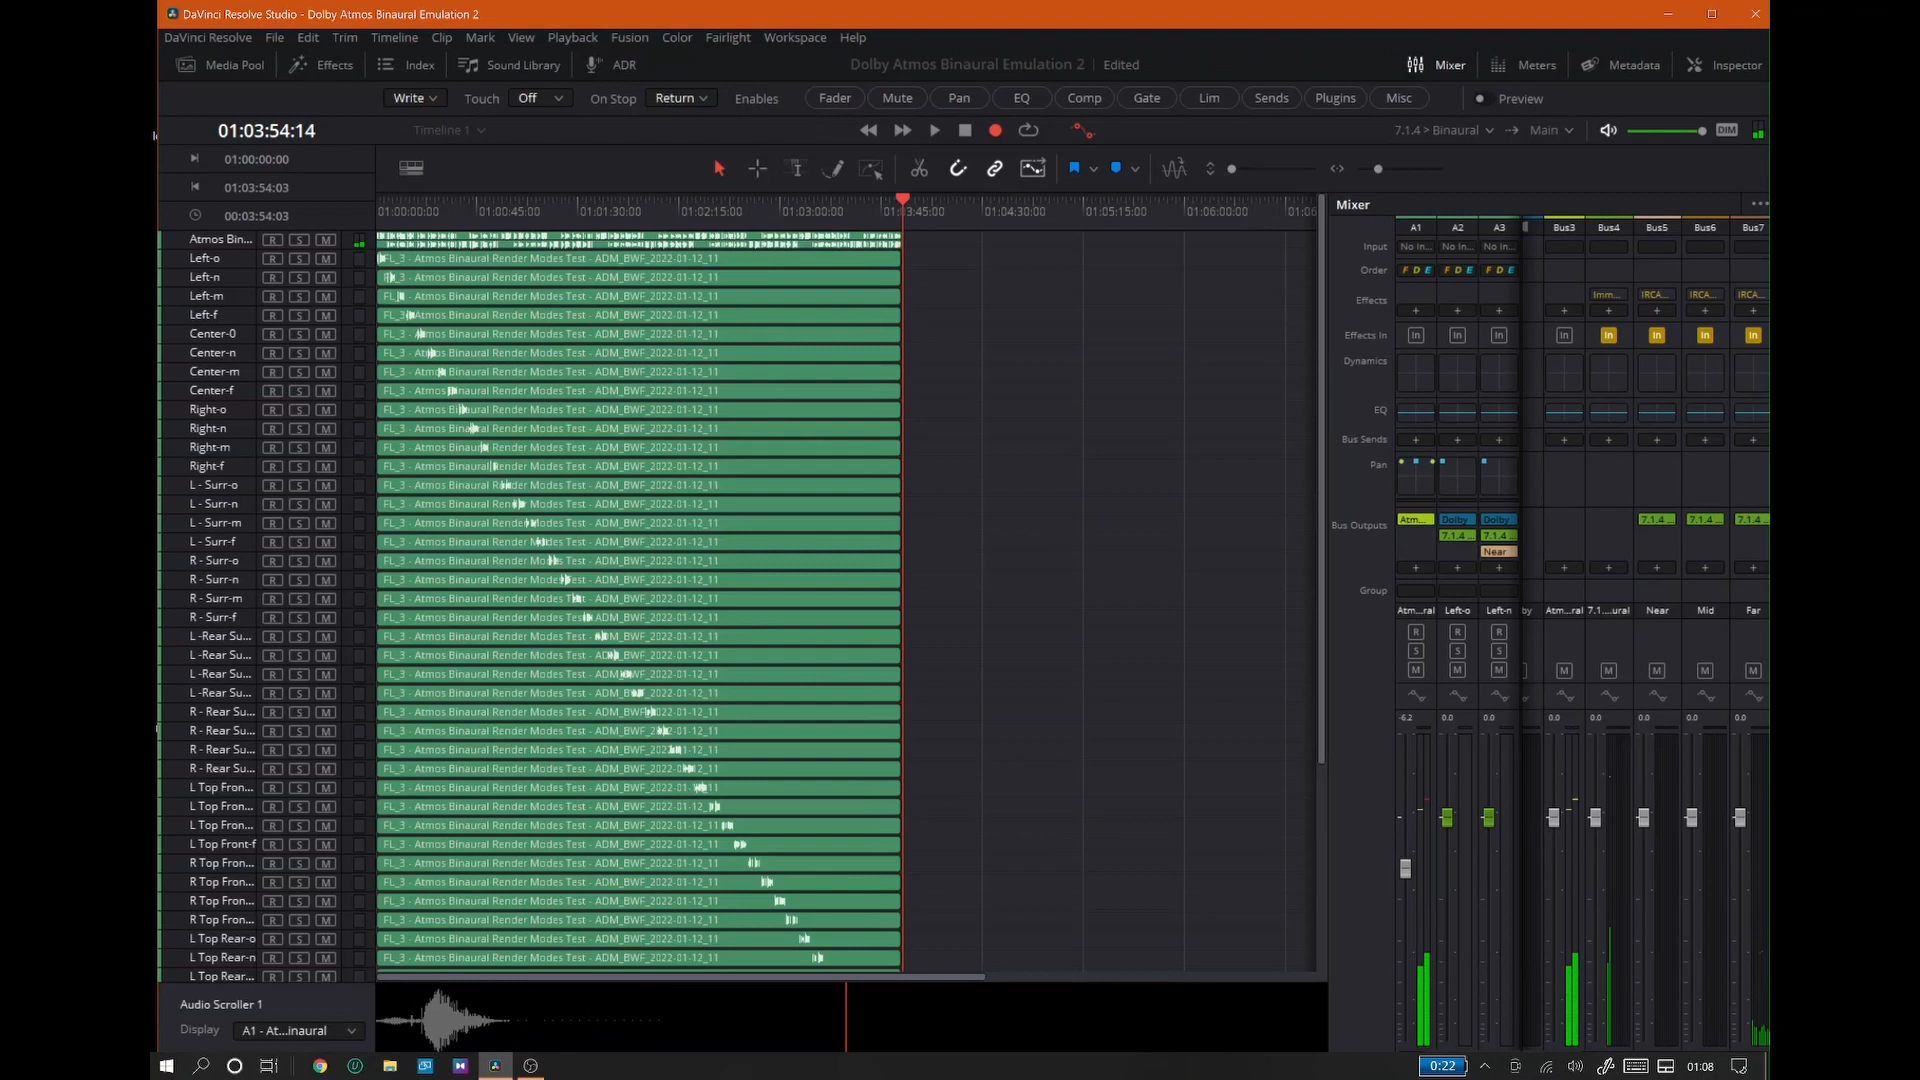 DaVinci Resolve Studio - Dolby Atmos Binaural Emulation 2
DaVinci Resolve File Edit Trim Timeline Clip Mark View Playback Fusion Color Fairlight Workspace Help
Media Pool Effects Index Sound Library ADR Dolby Atmos Binaural Emulation 2 Edited Mixer Meters Metadata Inspector
Write Touch Off On Stop Return Enables Fader Mute Pan EQ Comp Gate Lim Sends Plugins Misc Preview
01:03:54:14 Timeline 1 7.1.4 > Binaural Main DIM
01:00:00:00
01:03:54:03
00:03:54:03
01:00:00:00 01:00:45:00 01:01:30:00 01:02:15:00 01:03:00:00 01:03:45:00 01:04:30:00 01:05:15:00 01:06:00:00 01:06
Atmos Bin... R S M
Left-o R S M FL_3 - Atmos Binaural Render Modes Test - ADM_BWF_2022-01-12_11
Left-n R S M Atmos Binaural Render Modes Test - ADM_BWF_2022-01-12_11
Left-m R S M FL_3 - Atmos Binaural Render Modes Test - ADM_BWF_2022-01-12_11
Left-f R S M FL_3 - Atmos Binaural Render Modes Test - ADM_BWF_2022-01-12_11
Center-0 R S M FL_3 - Atmos Binaural Render Modes Test - ADM_BWF_2022-01-12_11
Center-n R S M FL_3 - Atmos Binaural Render Modes Test - ADM_BWF_2022-01-12_11
Center-m R S M FL_3 - Atmos Binaural Render Modes Test - ADM_BWF_2022-01-12_11
Center-f R S M FL_3 - Atmos Binaural Render Modes Test - ADM_BWF_2022-01-12_11
Right-o R S M FL_3 - Atmos Binaural Render Modes Test - ADM_BWF_2022-01-12_11
Right-n R S M FL_3 - Atmos Binaural Render Modes Test - ADM_BWF_2022-01-12_11
Right-m R S M FL_3 - Atmos Binaural Render Modes Test - ADM_BWF_2022-01-12_11
Right-f R S M FL_3 - Atmos Binaural Render Modes Test - ADM_BWF_2022-01-12_11
L - Surr-o R S M FL_3 - Atmos Binaural Render Modes Test - ADM_BWF_2022-01-12_11
L - Surr-n R S M FL_3 - Atmos Binaural Render Modes Test - ADM_BWF_2022-01-12_11
L - Surr-m R S M FL_3 - Atmos Binaural Render Modes Test - ADM_BWF_2022-01-12_11
L - Surr-f R S M FL_3 - Atmos Binaural Render Modes Test - ADM_BWF_2022-01-12_11
R - Surr-o R S M FL_3 - Atmos Binaural Render Modes Test - ADM_BWF_2022-01-12_11
R - Surr-n R S M FL_3 - Atmos Binaural Render Modes Test - ADM_BWF_2022-01-12_11
R - Surr-m R S M FL_3 - Atmos Binaural Render Modes Test - ADM_BWF_2022-01-12_11
R - Surr-f R S M FL_3 - Atmos Binaural Render Modes Test - ADM_BWF_2022-01-12_11
L -Rear Su... R S M FL_3 - Atmos Binaural Render Modes Test - ADM_BWF_2022-01-12_11
L -Rear Su... R S M FL_3 - Atmos Binaural Render Modes Test - ADM_BWF_2022-01-12_11
L -Rear Su... R S M FL_3 - Atmos Binaural Render Modes Test - ADM_BWF_2022-01-12_11
L -Rear Su... R S M FL_3 - Atmos Binaural Render Modes Test - ADM_BWF_2022-01-12_11
R - Rear Su... R S M FL_3 - Atmos Binaural Render Modes Test - ADM_BWF_2022-01-12_11
R - Rear Su... R S M FL_3 - Atmos Binaural Render Modes Test - ADM_BWF_2022-01-12_11
R - Rear Su... R S M FL_3 - Atmos Binaural Render Modes Test - ADM_BWF_2022-01-12_11
R - Rear Su... R S M FL_3 - Atmos Binaural Render Modes Test - ADM_BWF_2022-01-12_11
L Top Fron... R S M FL_3 - Atmos Binaural Render Modes Test - ADM_BWF_2022-01-12_11
L Top Fron... R S M FL_3 - Atmos Binaural Render Modes Test - ADM_BWF_2022-01-12_11
L Top Fron... R S M FL_3 - Atmos Binaural Render Modes Test - ADM_BWF_2022-01-12_11
L Top Front-f R S M FL_3 - Atmos Binaural Render Modes Test - ADM_BWF_2022-01-12_11
R Top Fron... R S M FL_3 - Atmos Binaural Render Modes Test - ADM_BWF_2022-01-12_11
R Top Fron... R S M FL_3 - Atmos Binaural Render Modes Test - ADM_BWF_2022-01-12_11
R Top Fron... R S M FL_3 - Atmos Binaural Render Modes Test - ADM_BWF_2022-01-12_11
R Top Fron... R S M FL_3 - Atmos Binaural Render Modes Test - ADM_BWF_2022-01-12_11
L Top Rear-o R S M FL_3 - Atmos Binaural Render Modes Test - ADM_BWF_2022-01-12_11
L Top Rear-n R S M FL_3 - Atmos Binaural Render Modes Test - ADM_BWF_2022-01-12_11
L Top Rear... R S M
Audio Scroller 1
Display A1 - At...inaural
Mixer
A1 A2 A3 Bus3 Bus4 Bus5 Bus6 Bus7
Input No In... No In... No In...
Order F D E F D E F D E
Effects Imm... IRCA... IRCA... IRCA...
+ + + + + + + +
Effects In In In In In In In In In
Dynamics
EQ
Bus Sends + + + + + + + +
Pan
Bus Outputs Atm... Dolby Dolby 7.1.4 ... 7.1.4 ... 7.1.4 ...
7.1.4 ... 7.1.4 ...
Near
+ + + + + + + +
Group
Atm...ral Left-o Left-n by Atm...ral 7.1....ural Near Mid Far
R R R
S S S
M M M M M M M M
-6.2 0.0 0.0 0.0 0.0 0.0 0.0 0.0
0:22 01:08